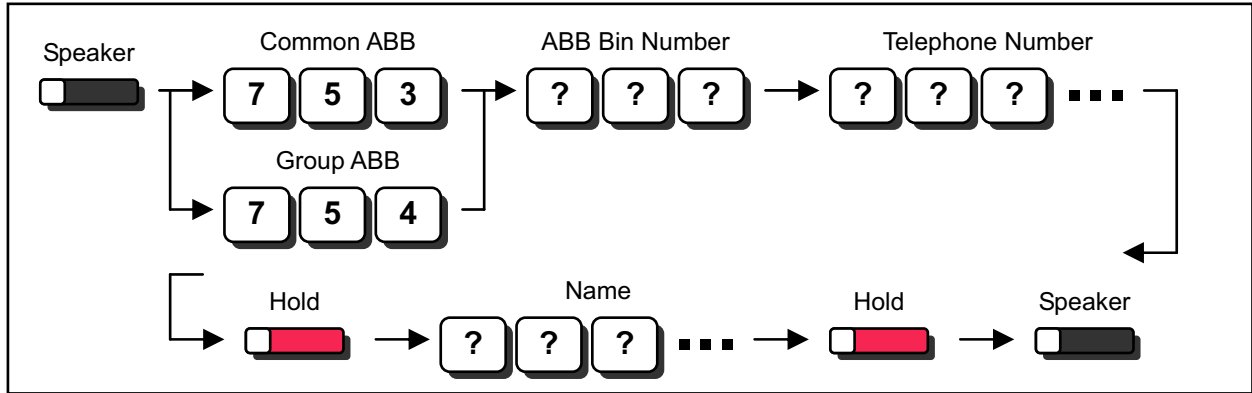 Speaker
Common ABB
7 5 3
ABB Bin Number
? ? ?
Telephone Number
? ? ?
Group ABB
7 5 4
Hold
Name
? ? ?
Hold
Speaker